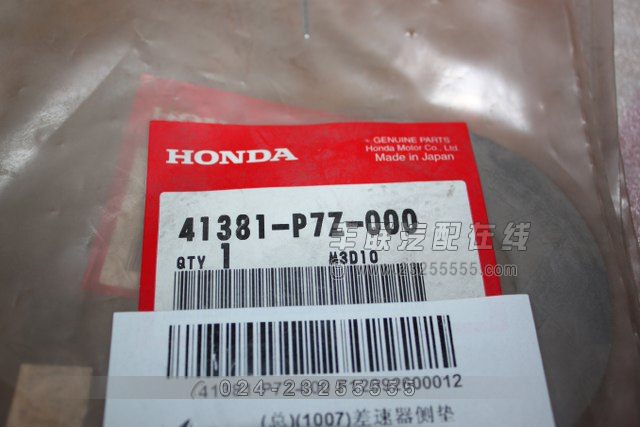 HONDA
GENUINE PARTS
Honda Motor Co., Ltd.
Made in Japan
41381-P7Z-000
QTY 1 M3D10
车联汽配在线
www.23255555.com
024-23255555
(总)(1007)差速器侧垫